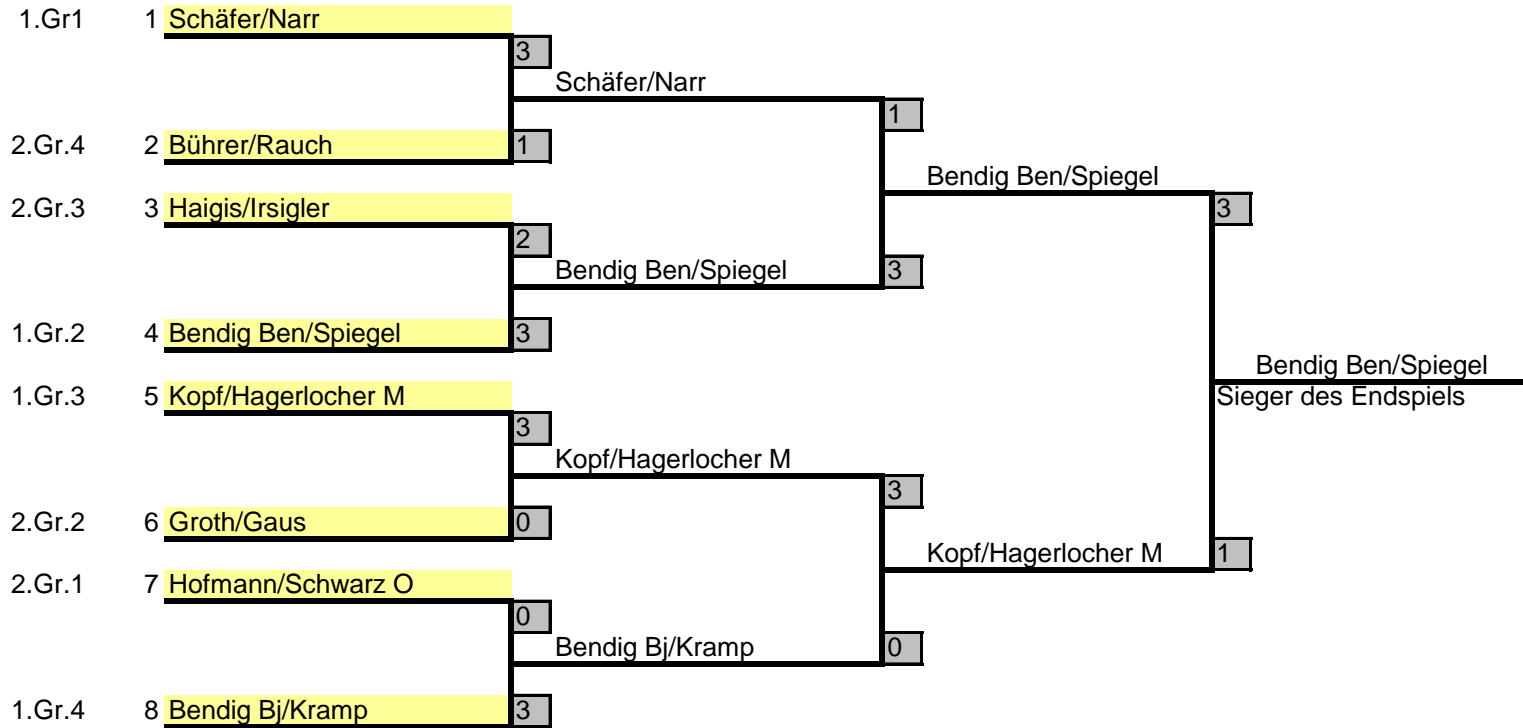 1.Gr1 1 Schäfer/Narr
3
Schäfer/Narr
1
2.Gr.4 2 Bührer/Rauch 1
Bendig Ben/Spiegel
2.Gr.3 3 Haigis/Irsigler
3
2
Bendig Ben/Spiegel 3
1.Gr.2 4 Bendig Ben/Spiegel 3
Bendig Ben/Spiegel
1.Gr.3 5 Kopf/Hagerlocher M
Sieger des Endspiels
3
Kopf/Hagerlocher M
3
2.Gr.2 6 Groth/Gaus 0
Kopf/Hagerlocher M 1
2.Gr.1 7 Hofmann/Schwarz O
0
Bendig Bj/Kramp 0
1.Gr.4 8 Bendig Bj/Kramp 3